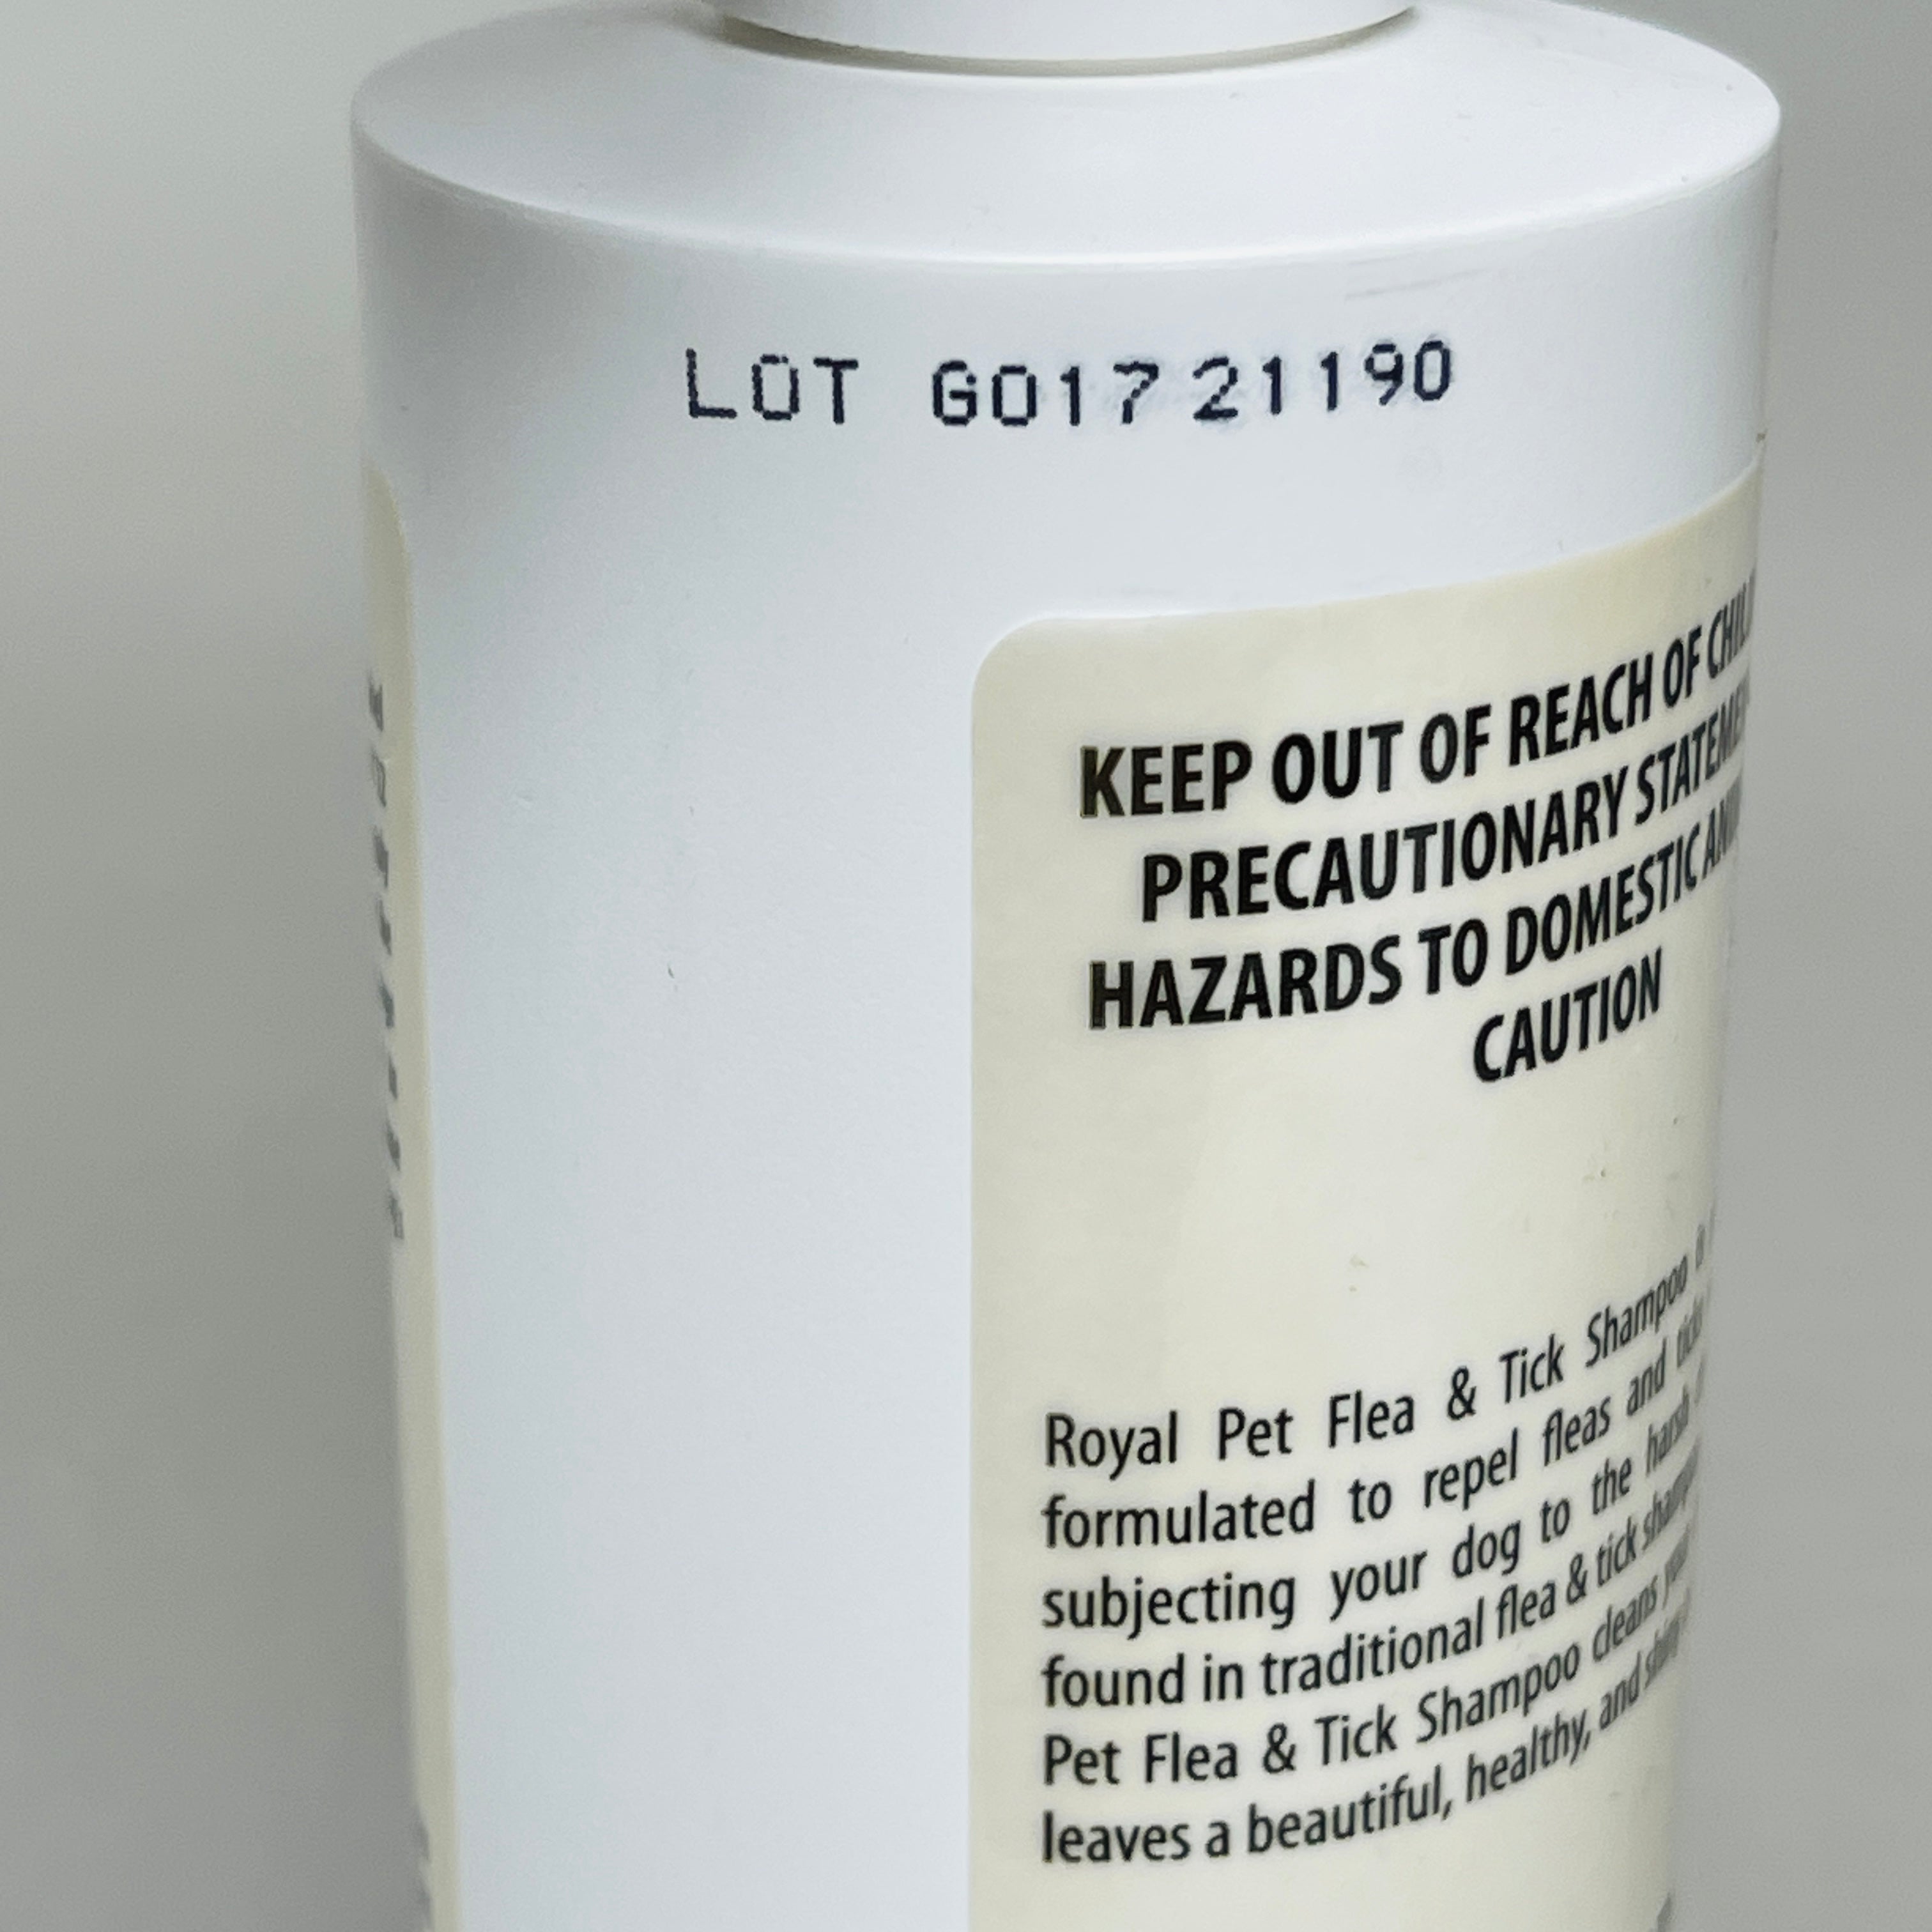 LOT G017 21190
KEEP OUT OF REACH OF
PRECAUTIONARY
HAZARDS TO DOMESTIC
CAUTION
Royal Pet Flea & Tick Shampoo
formulated to repel fleas and
subjecting your dog to the harsh
found in traditional flea & tick
Pet Flea & Tick Shampoo cleans
leaves a beautiful, healthy, and